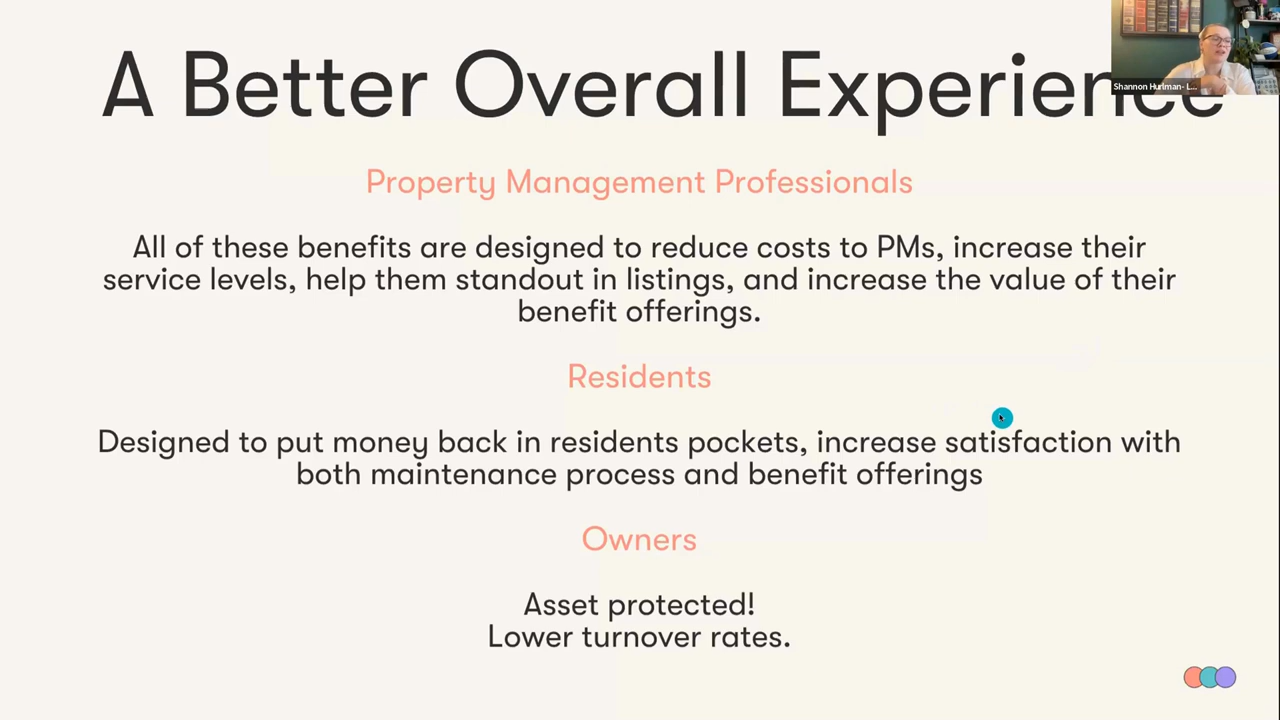 A Better Overall Experience
Shannon Hurlman- L...
Property Management Professionals
All of these benefits are designed to reduce costs to PMs, increase their
service levels, help them standout in listings, and increase the value of their
benefit offerings.
Residents
Designed to put money back in residents pockets, increase satisfaction with
both maintenance process and benefit offerings
Owners
Asset protected!
Lower turnover rates.